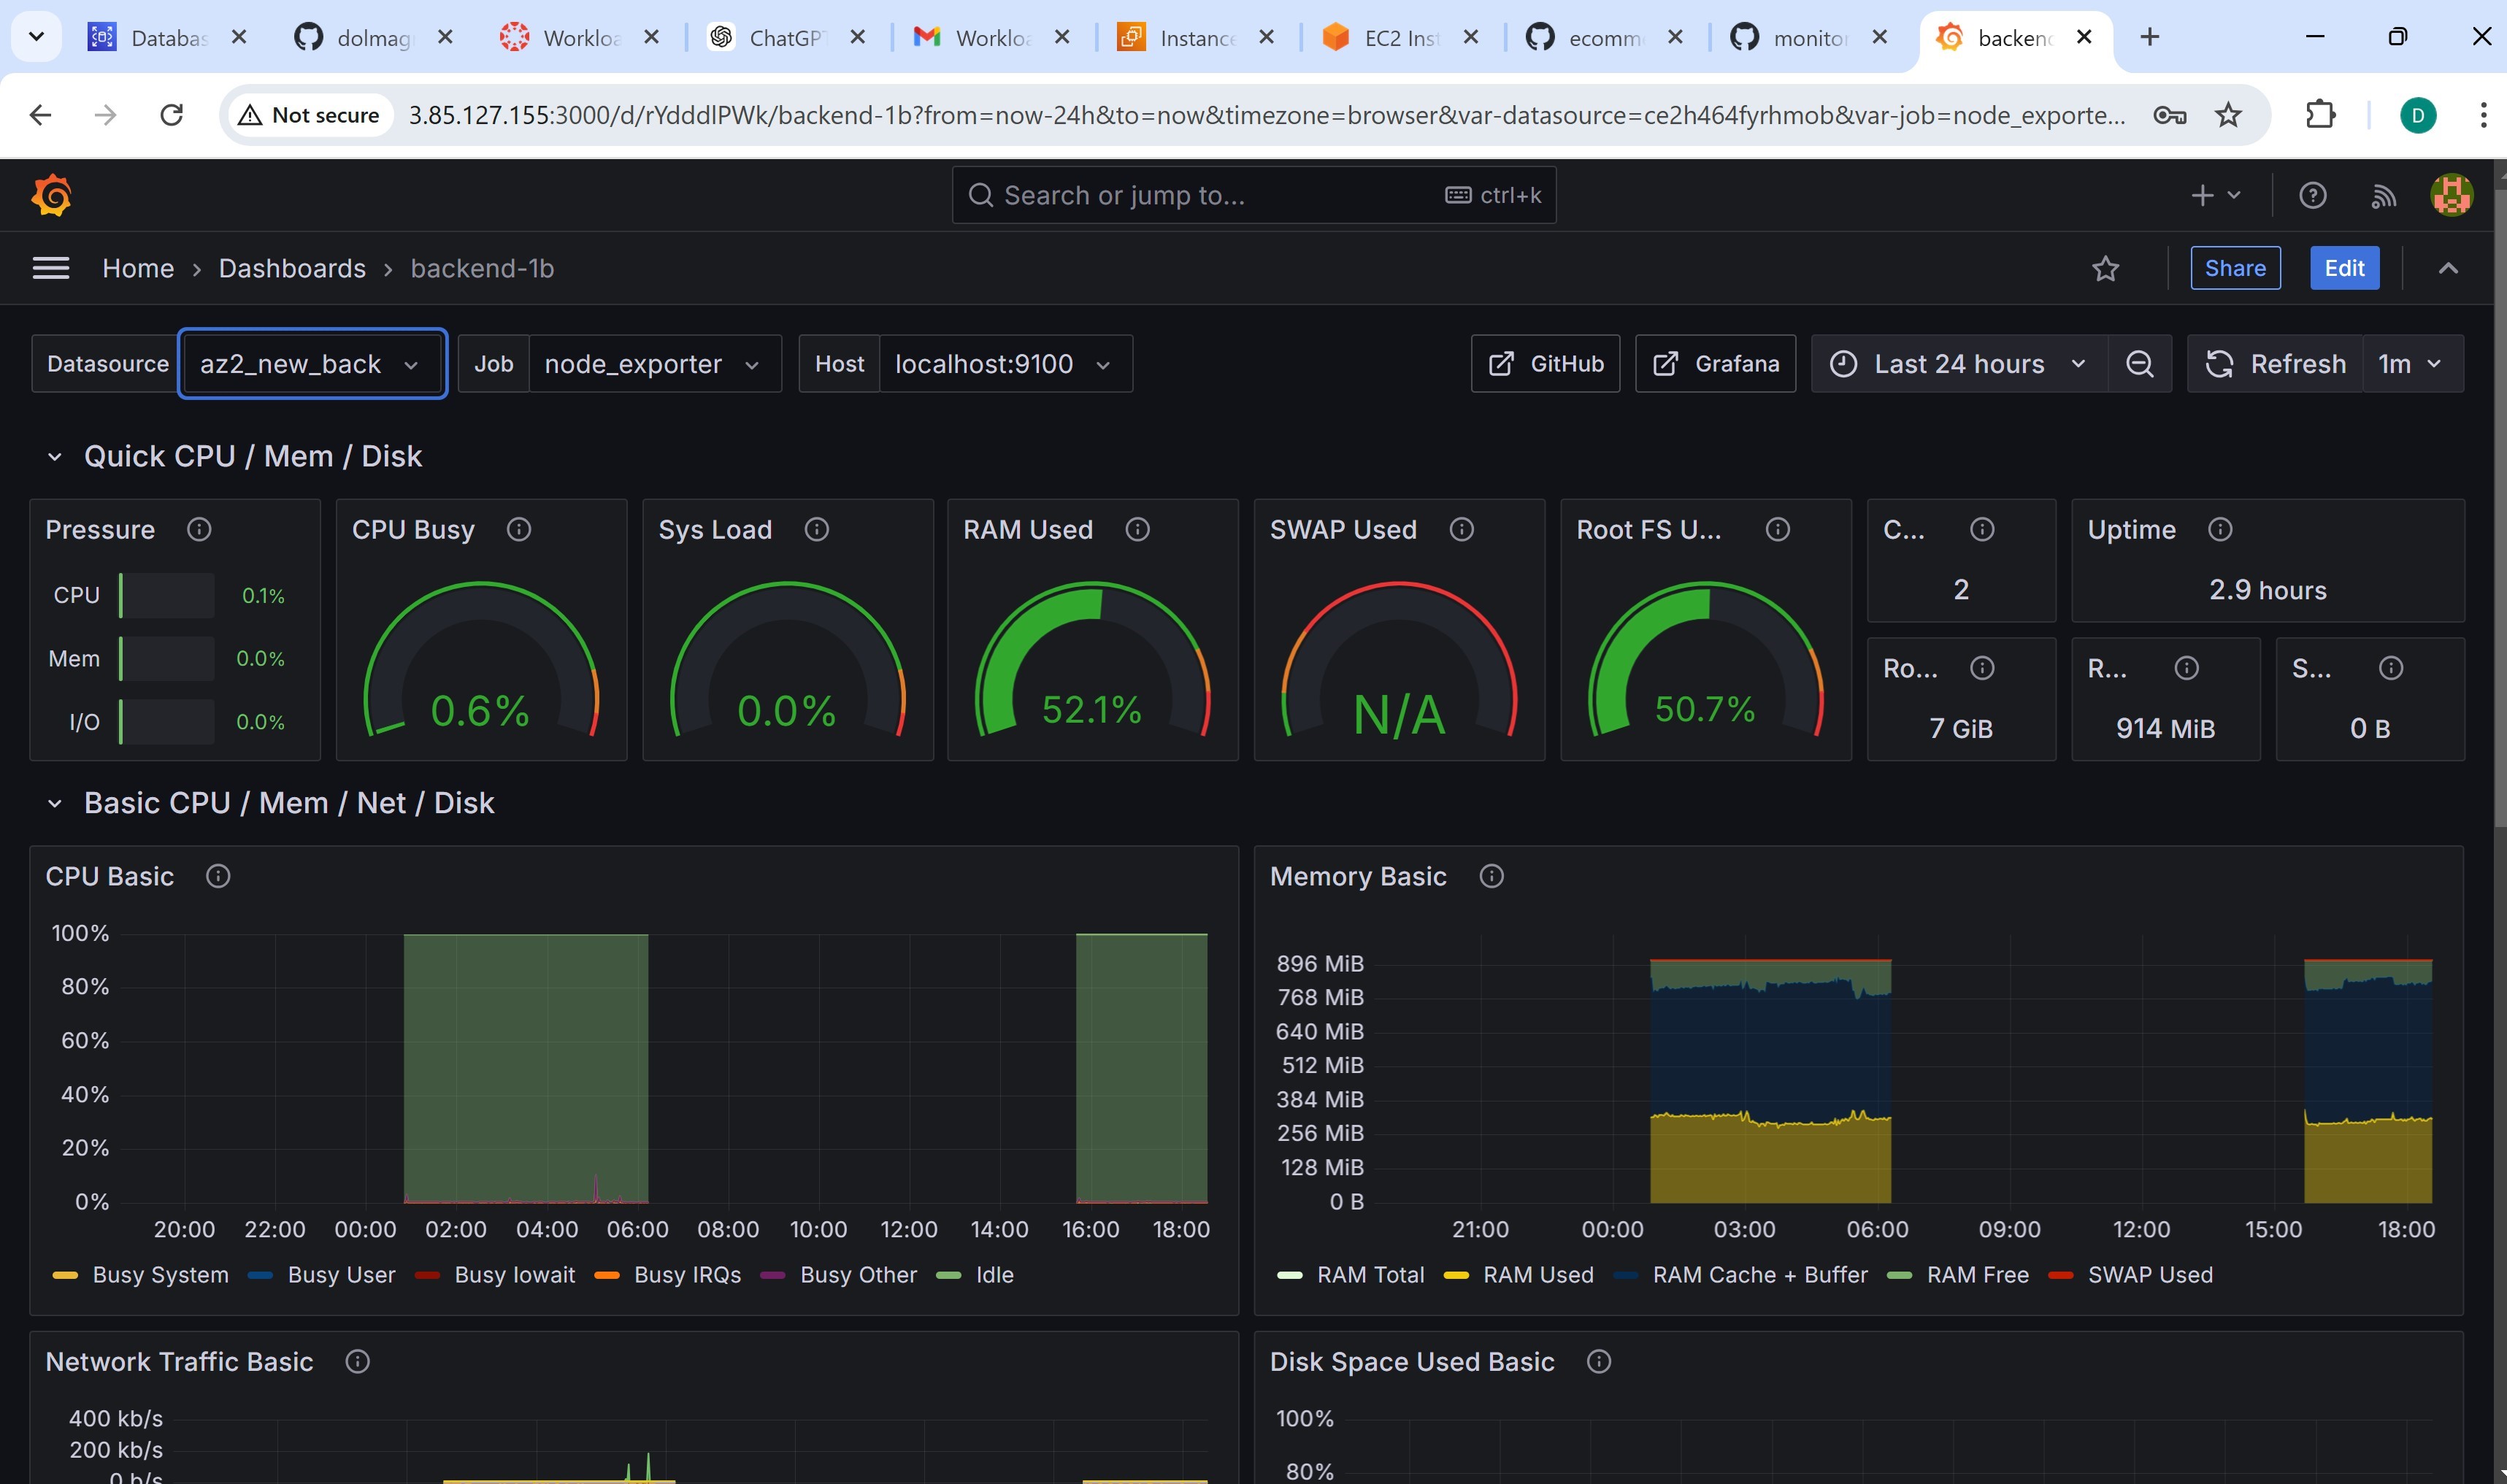 Databas
dolmag
Workloa
ChatGPT
Workloa
Instance
EC2 Inst
ecomm
monitor
backend
Not secure
3.85.127.155:3000/d/rYdddlPWk/backend-1b?from=now-24h&to=now&timezone=browser&var-datasource=ce2h464fyrhmob&var-job=node_exporte...
D
Search or jump to...
ctrl+k
Home › Dashboards › backend-1b
Share
Edit
Datasource
az2_new_back
Job
node_exporter
Host
localhost:9100
GitHub
Grafana
Last 24 hours
Refresh
1m
Quick CPU / Mem / Disk
Pressure
CPU 0.1%
Mem 0.0%
I/O 0.0%
CPU Busy
0.6%
Sys Load
0.0%
RAM Used
52.1%
SWAP Used
N/A
Root FS U...
50.7%
C...
2
Uptime
2.9 hours
Ro...
7 GiB
R...
914 MiB
S...
0 B
Basic CPU / Mem / Net / Disk
CPU Basic
100%
80%
60%
40%
20%
0%
20:00 22:00 00:00 02:00 04:00 06:00 08:00 10:00 12:00 14:00 16:00 18:00
Busy System Busy User Busy Iowait Busy IRQs Busy Other Idle
Memory Basic
896 MiB
768 MiB
640 MiB
512 MiB
384 MiB
256 MiB
128 MiB
0 B
21:00 00:00 03:00 06:00 09:00 12:00 15:00 18:00
RAM Total RAM Used RAM Cache + Buffer RAM Free SWAP Used
Network Traffic Basic
400 kb/s
200 kb/s
0 b/s
Disk Space Used Basic
100%
80%